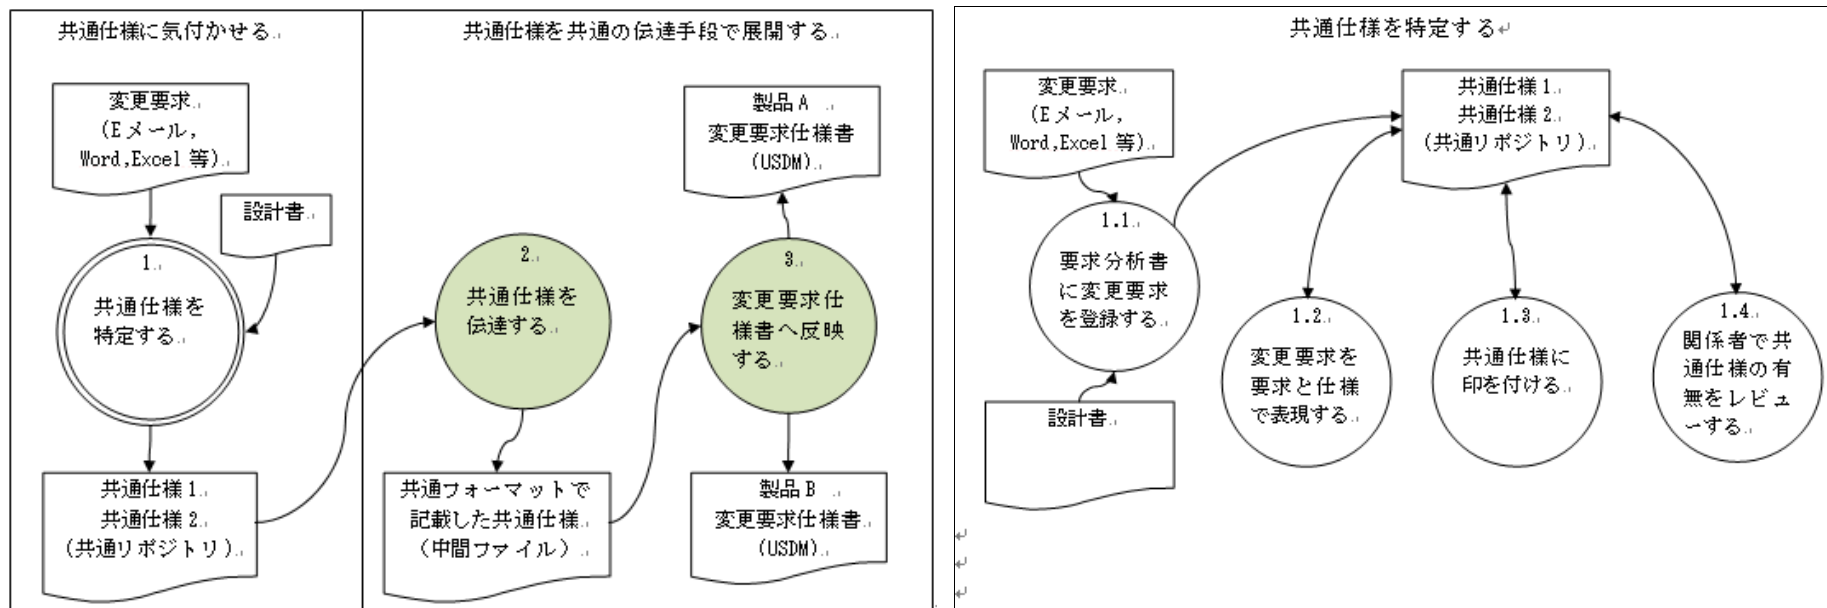 共通仕様に気付かせる
変更要求
(Eメール,
Word,Excel 等)
設計書
1.
共通仕様を
特定する
共通仕様1
共通仕様2
(共通リポジトリ)
共通仕様を共通の伝達手段で展開する
2.
共通仕様を
伝達する
共通フォーマットで
記載した共通仕様
(中間ファイル)
製品A
変更要求仕様書
(USDM)
3.
変更要求仕
様書へ反映
する
製品B
変更要求仕様書
(USDM)
共通仕様を特定する
変更要求
(Eメール,
Word,Excel 等)
共通仕様1
共通仕様2
(共通リポジトリ)
1.1
要求分析書
に変更要求
を登録する
設計書
1.2
変更要求を
要求と仕様
で表現する
1.3
共通仕様に
印を付ける
1.4
関係者で共
通仕様の有
無をレビュ
ーする